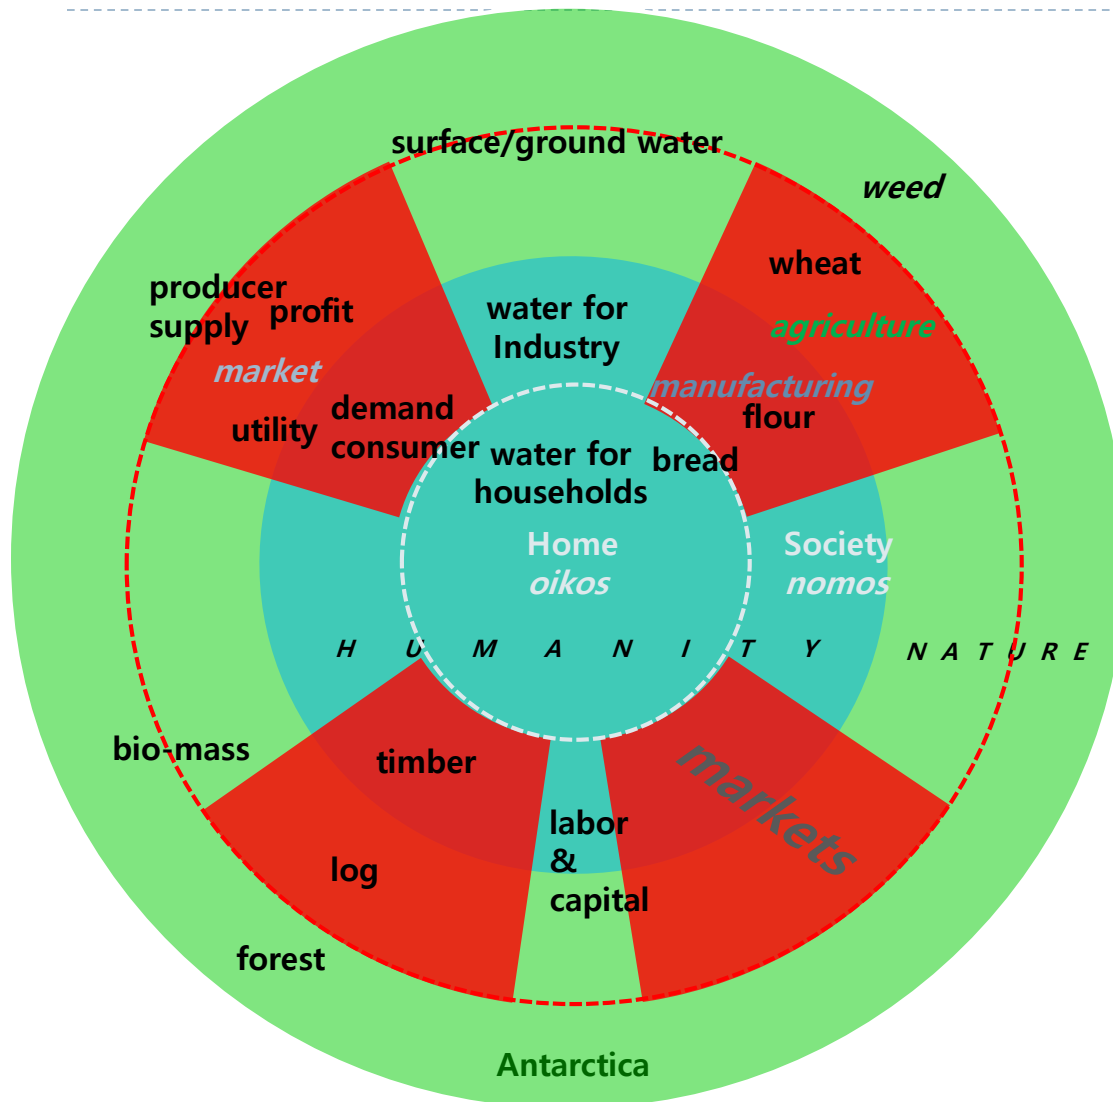 surface/ground water
weed
wheat
producer
supply
profit
water for
Industry
agriculture
market
manufacturing
demand
consumer
utility
flour
water for
households
bread
Home
oikos
Society
nomos
H U M A N I T Y
N A T U R E
bio-mass
timber
markets
labor
&
capital
log
forest
Antarctica